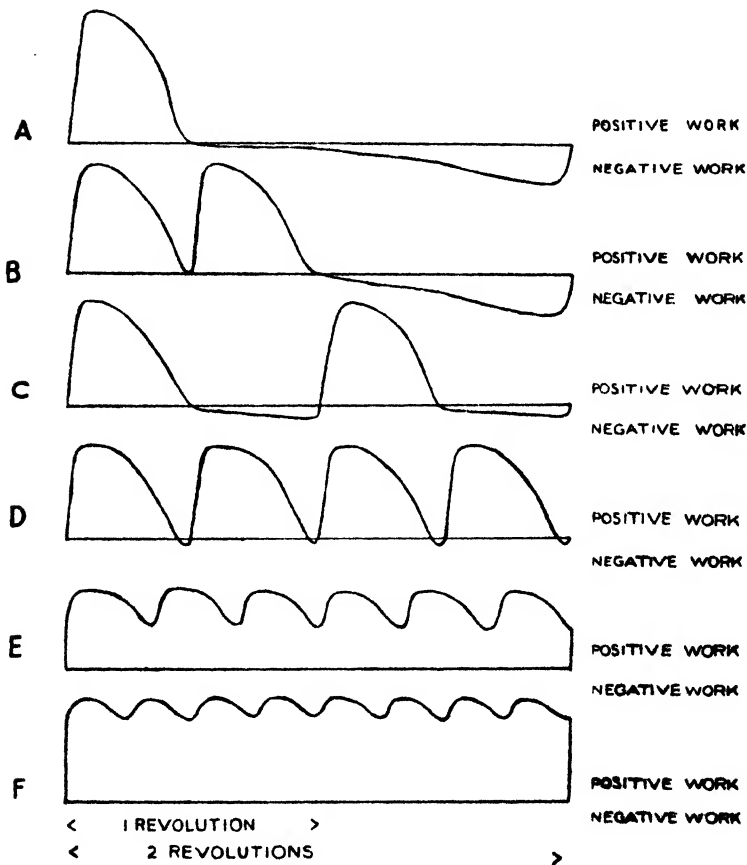 A
POSITIVE WORK
NEGATIVE WORK
B
POSITIVE WORK
NEGATIVE WORK
C
POSITIVE WORK
NEGATIVE WORK
D
POSITIVE WORK
NEGATIVE WORK
E
POSITIVE WORK
NEGATIVE WORK
F
POSITIVE WORK
NEGATIVE WORK
< 1 REVOLUTION >
< 2 REVOLUTIONS >